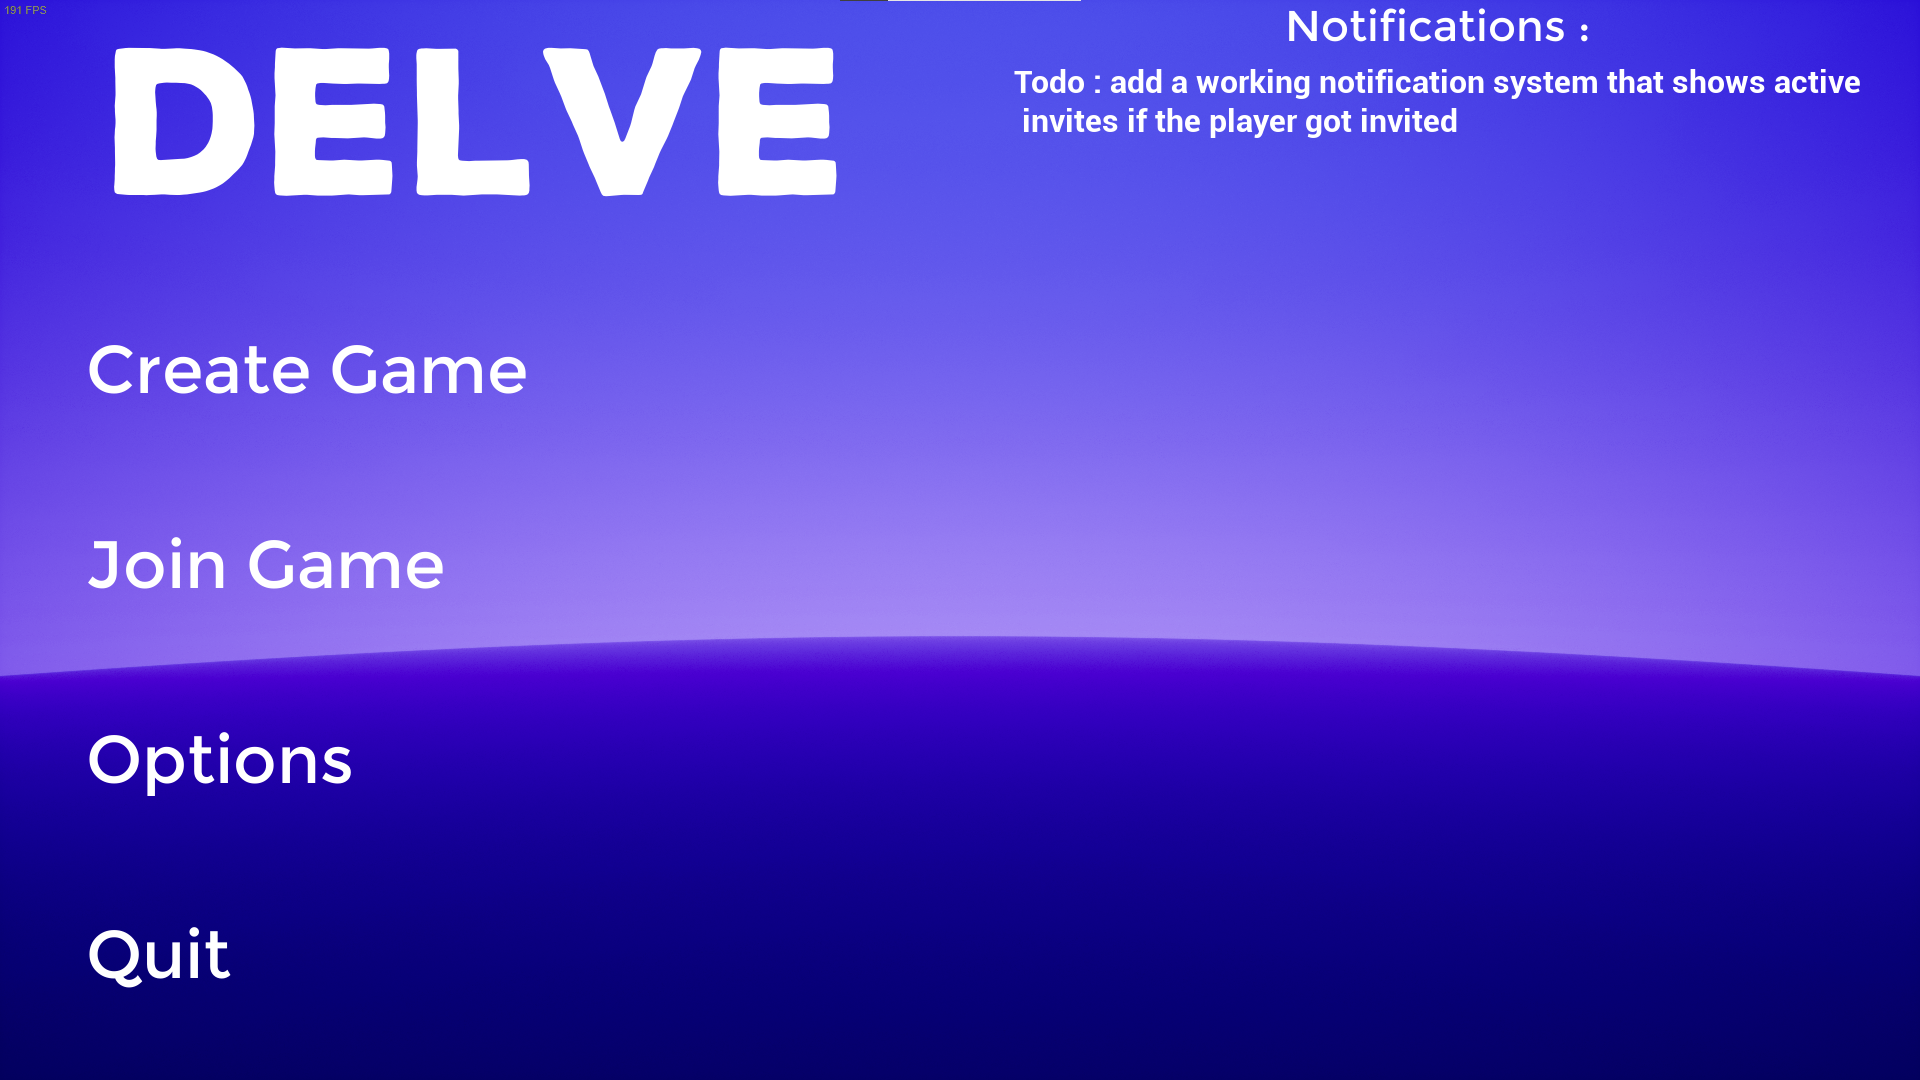 191 FPS
DELVE
Notifications :
Todo : add a working notification system that shows active
invites if the player got invited
Create Game
Join Game
Options
Quit